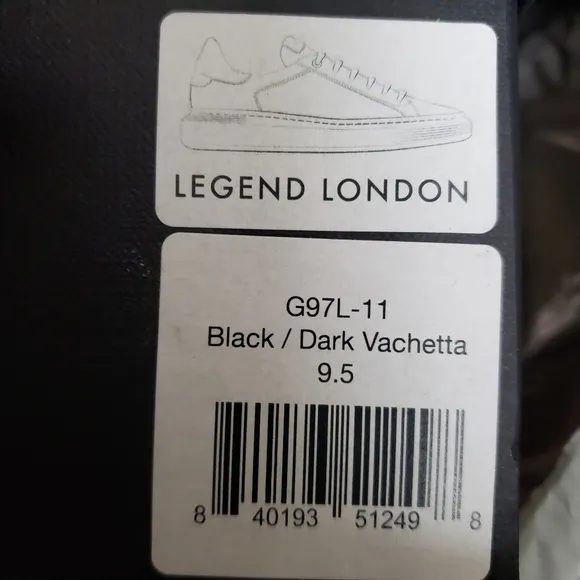 LEGEND LONDON
G97L-11
Black / Dark Vachetta
9.5
8 40193 51249 8